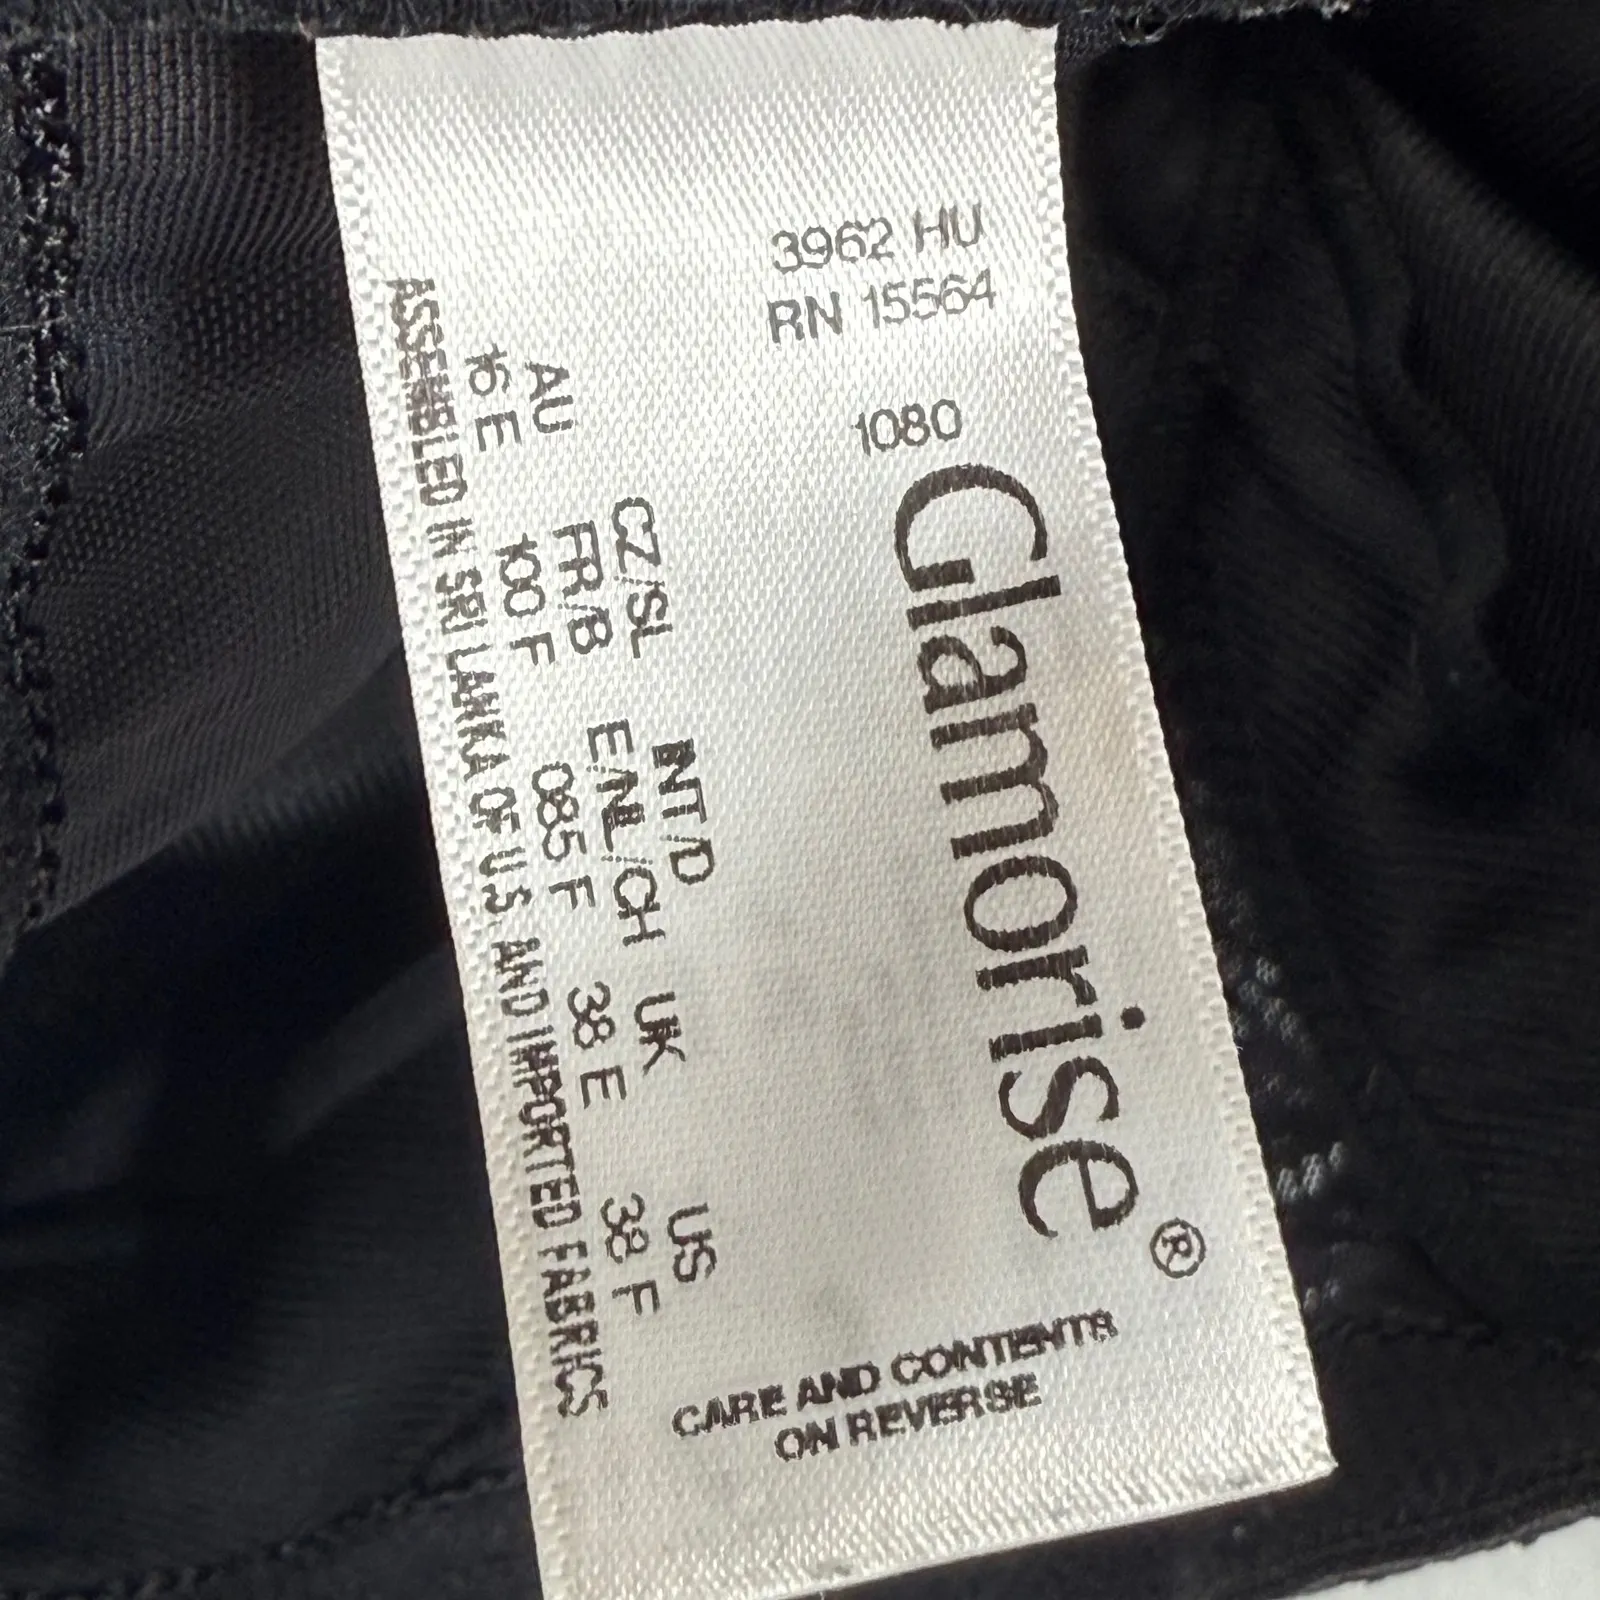 3962 HU
RN 15564
1080
Glamorise®
INT/D
CZ/SL E/NL/CH UK US
AU FR/B 085 F 38 E 38 F
16 E 100 F
ASSEMBLED IN SRI LANKA OF U.S. AND IMPORTED FABRICS
CARE AND CONTENTS
ON REVERSE